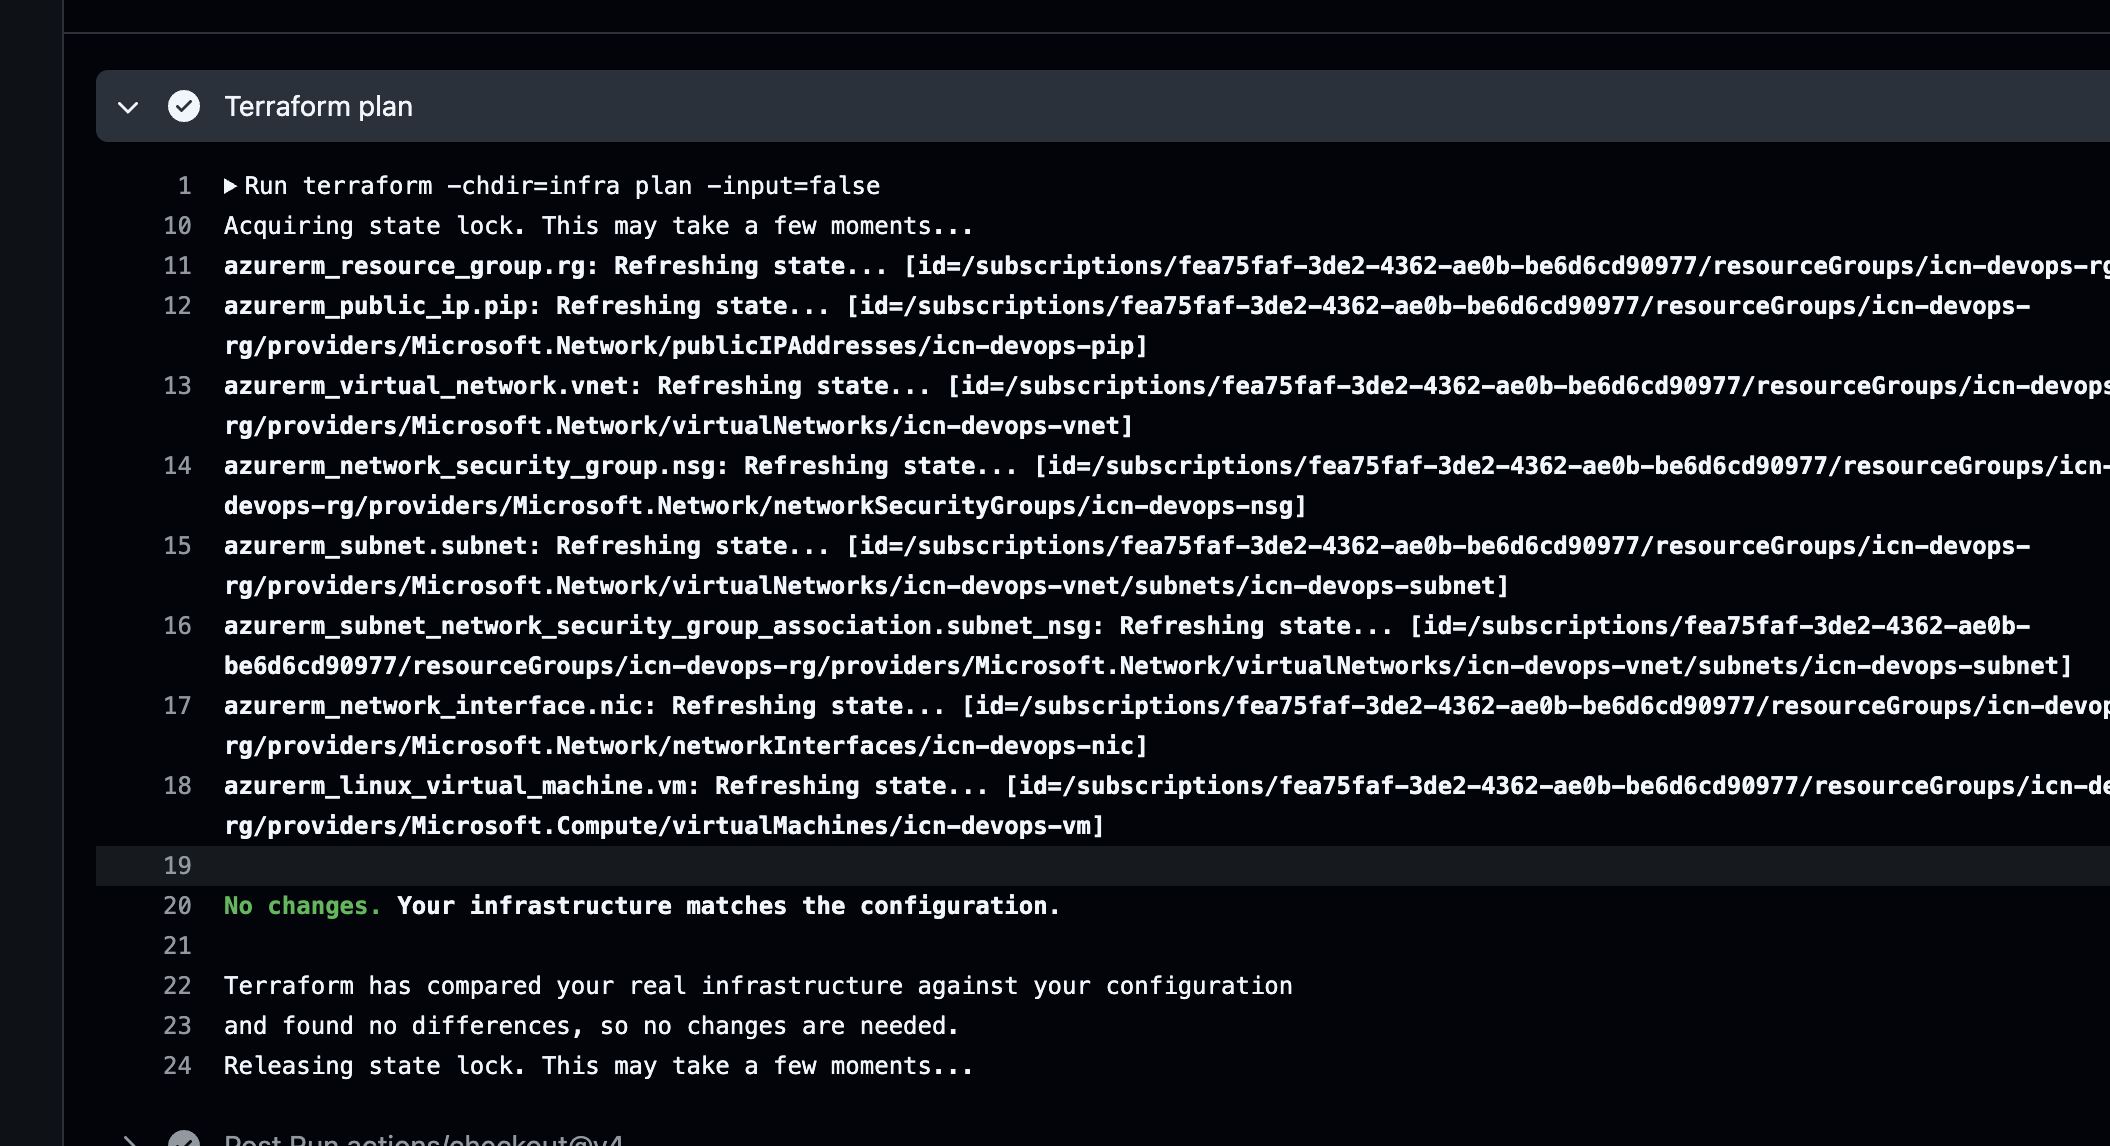 Terraform plan
1 Run terraform -chdir=infra plan -input=false
10 Acquiring state lock. This may take a few moments...
11 azurerm_resource_group.rg: Refreshing state... [id=/subscriptions/fea75faf-3de2-4362-ae0b-be6d6cd90977/resourceGroups/icn-devops-rg
12 azurerm_public_ip.pip: Refreshing state... [id=/subscriptions/fea75faf-3de2-4362-ae0b-be6d6cd90977/resourceGroups/icn-devops-
rg/providers/Microsoft.Network/publicIPAddresses/icn-devops-pip]
13 azurerm_virtual_network.vnet: Refreshing state... [id=/subscriptions/fea75faf-3de2-4362-ae0b-be6d6cd90977/resourceGroups/icn-devops
rg/providers/Microsoft.Network/virtualNetworks/icn-devops-vnet]
14 azurerm_network_security_group.nsg: Refreshing state... [id=/subscriptions/fea75faf-3de2-4362-ae0b-be6d6cd90977/resourceGroups/icn-
devops-rg/providers/Microsoft.Network/networkSecurityGroups/icn-devops-nsg]
15 azurerm_subnet.subnet: Refreshing state... [id=/subscriptions/fea75faf-3de2-4362-ae0b-be6d6cd90977/resourceGroups/icn-devops-
rg/providers/Microsoft.Network/virtualNetworks/icn-devops-vnet/subnets/icn-devops-subnet]
16 azurerm_subnet_network_security_group_association.subnet_nsg: Refreshing state... [id=/subscriptions/fea75faf-3de2-4362-ae0b-
be6d6cd90977/resourceGroups/icn-devops-rg/providers/Microsoft.Network/virtualNetworks/icn-devops-vnet/subnets/icn-devops-subnet]
17 azurerm_network_interface.nic: Refreshing state... [id=/subscriptions/fea75faf-3de2-4362-ae0b-be6d6cd90977/resourceGroups/icn-devop
rg/providers/Microsoft.Network/networkInterfaces/icn-devops-nic]
18 azurerm_linux_virtual_machine.vm: Refreshing state... [id=/subscriptions/fea75faf-3de2-4362-ae0b-be6d6cd90977/resourceGroups/icn-de
rg/providers/Microsoft.Compute/virtualMachines/icn-devops-vm]
19
20 No changes. Your infrastructure matches the configuration.
21
22 Terraform has compared your real infrastructure against your configuration
23 and found no differences, so no changes are needed.
24 Releasing state lock. This may take a few moments...
Post Run actions/checkout@v4